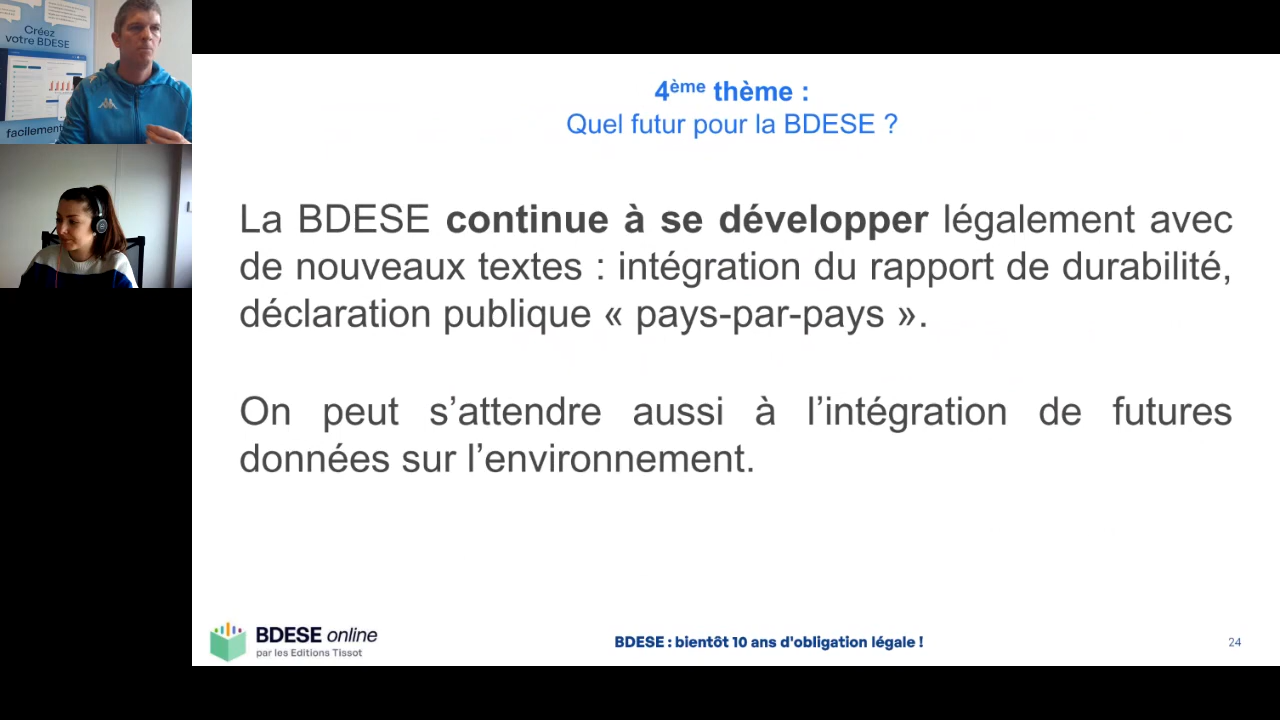 Créez
votre BDESE
facilement
4ème thème :
Quel futur pour la BDESE ?
La BDESE continue à se développer légalement avec
de nouveaux textes : intégration du rapport de durabilité,
déclaration publique « pays-par-pays ».
On peut s’attendre aussi à l’intégration de futures
données sur l’environnement.
BDESE online
par les Editions Tissot
BDESE : bientôt 10 ans d'obligation légale !
24